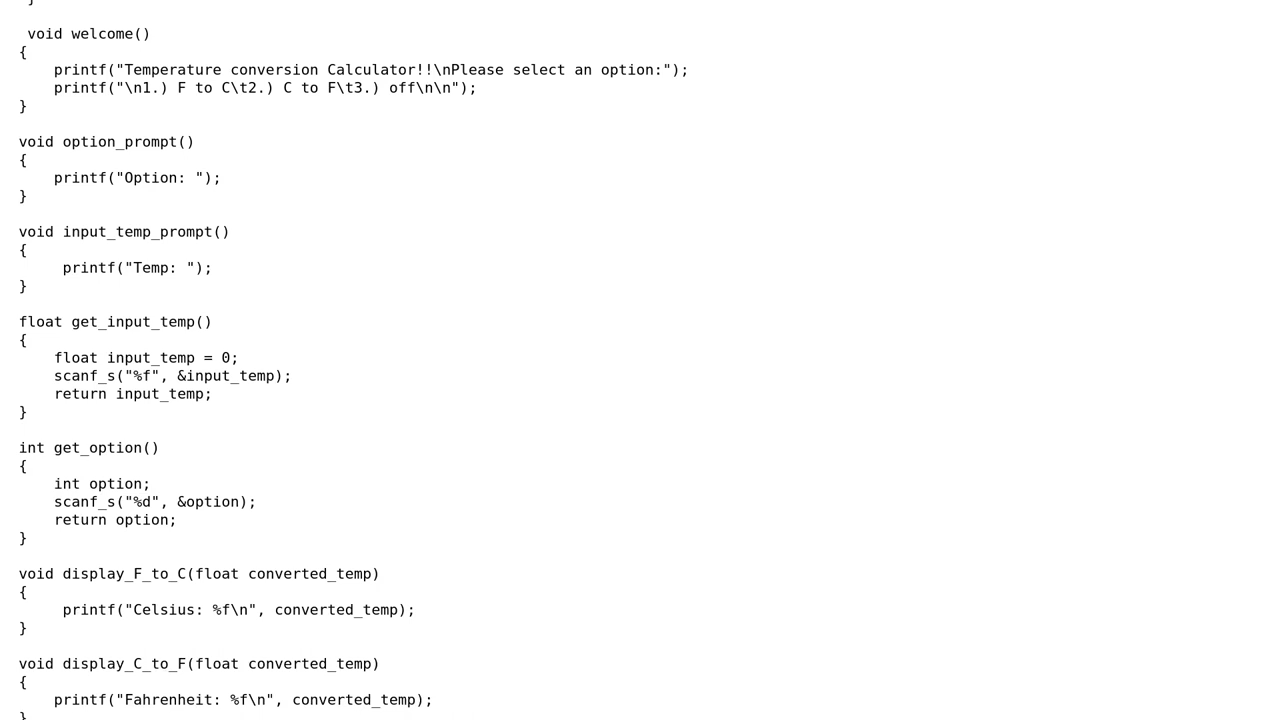 }
void welcome()
{
printf("Temperature conversion Calculator!!\nPlease select an option:");
printf("\n1.) F to C\t2.) C to F\t3.) off\n\n");
}
void option_prompt()
{
printf("Option: ");
}
void input_temp_prompt()
{
printf("Temp: ");
}
float get_input_temp()
{
float input_temp = 0;
scanf_s("%f", &input_temp);
return input_temp;
}
int get_option()
{
int option;
scanf_s("%d", &option);
return option;
}
void display_F_to_C(float converted_temp)
{
printf("Celsius: %f\n", converted_temp);
}
void display_C_to_F(float converted_temp)
{
printf("Fahrenheit: %f\n", converted_temp);
}